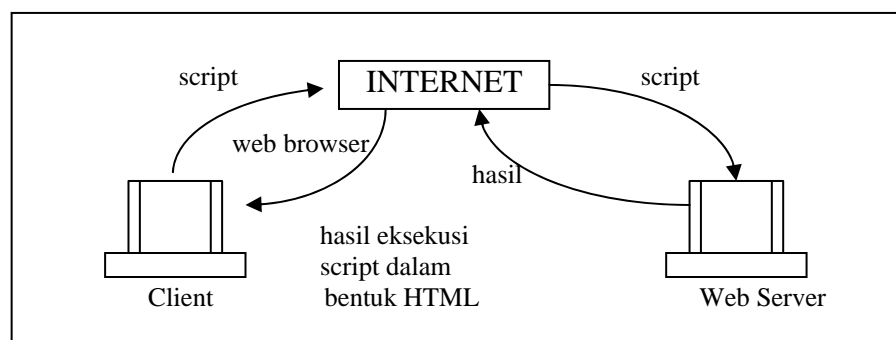 script
INTERNET
script
web browser
hasil
hasil eksekusi
script dalam
bentuk HTML
Client
Web Server